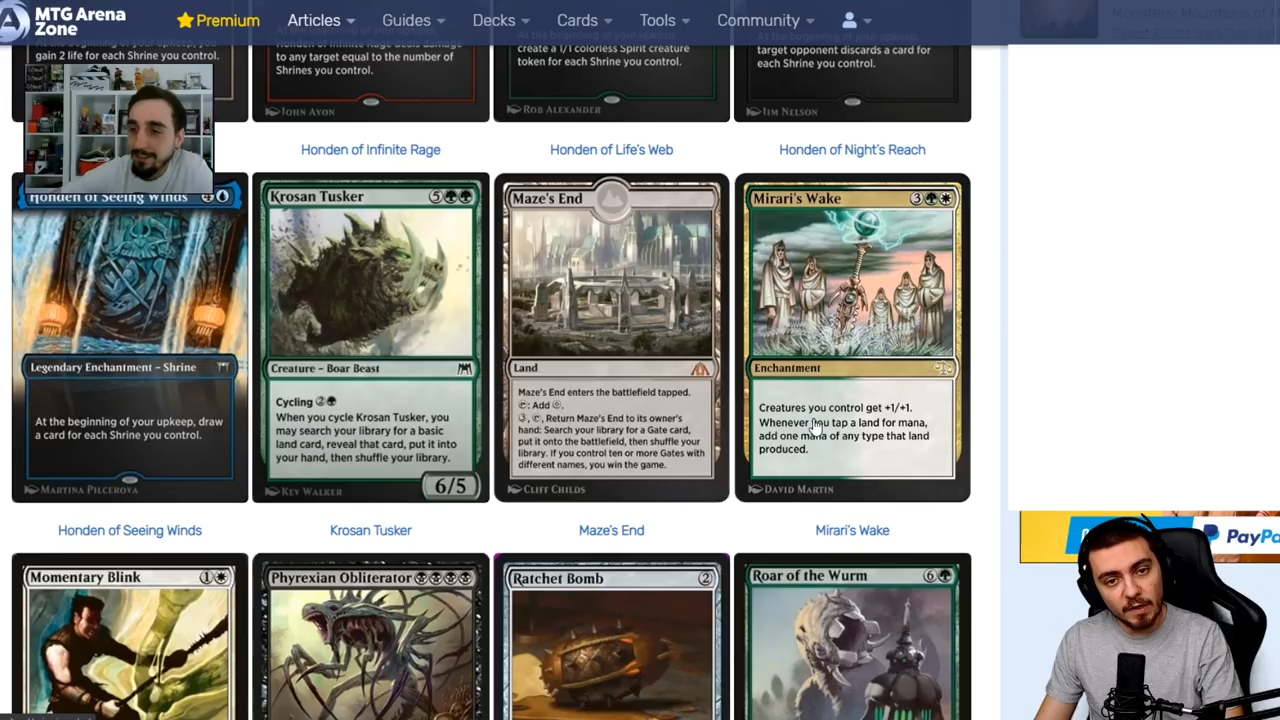 MTG Arena
Zone
Premium
Articles
Guides
Decks
Cards
Tools
Community
gain 2 life for each Shrine you control.
to any target equal to the number of
Shrines you control.
JOHN AVON
create a 1/1 colorless Spirit creature
token for each Shrine you control.
ROB ALEXANDER
target opponent discards a card for
each Shrine you control.
JIM NELSON
Honden of Infinite Rage
Honden of Life's Web
Honden of Night's Reach
Honden of Seeing Winds
Legendary Enchantment – Shrine
At the beginning of your upkeep, draw
a card for each Shrine you control.
MARTINA PILCEROVA
Krosan Tusker
5
Creature – Boar Beast
Cycling 2
When you cycle Krosan Tusker, you
may search your library for a basic
land card, reveal that card, put it into
your hand, then shuffle your library.
6/5
KEV WALKER
Maze's End
Land
Maze's End enters the battlefield tapped.
: Add
3, , Return Maze's End to its owner's
hand: Search your library for a Gate card,
put it onto the battlefield, then shuffle your
library. If you control ten or more Gates with
different names, you win the game.
CLIFF CHILDS
Mirari's Wake
3
Enchantment
Creatures you control get +1/+1.
Whenever you tap a land for mana,
add one mana of any type that land
produced.
DAVID MARTIN
Honden of Seeing Winds
Krosan Tusker
Maze's End
Mirari's Wake
Momentary Blink
1
Phyrexian Obliterator
Ratchet Bomb
2
Roar of the Wurm
6